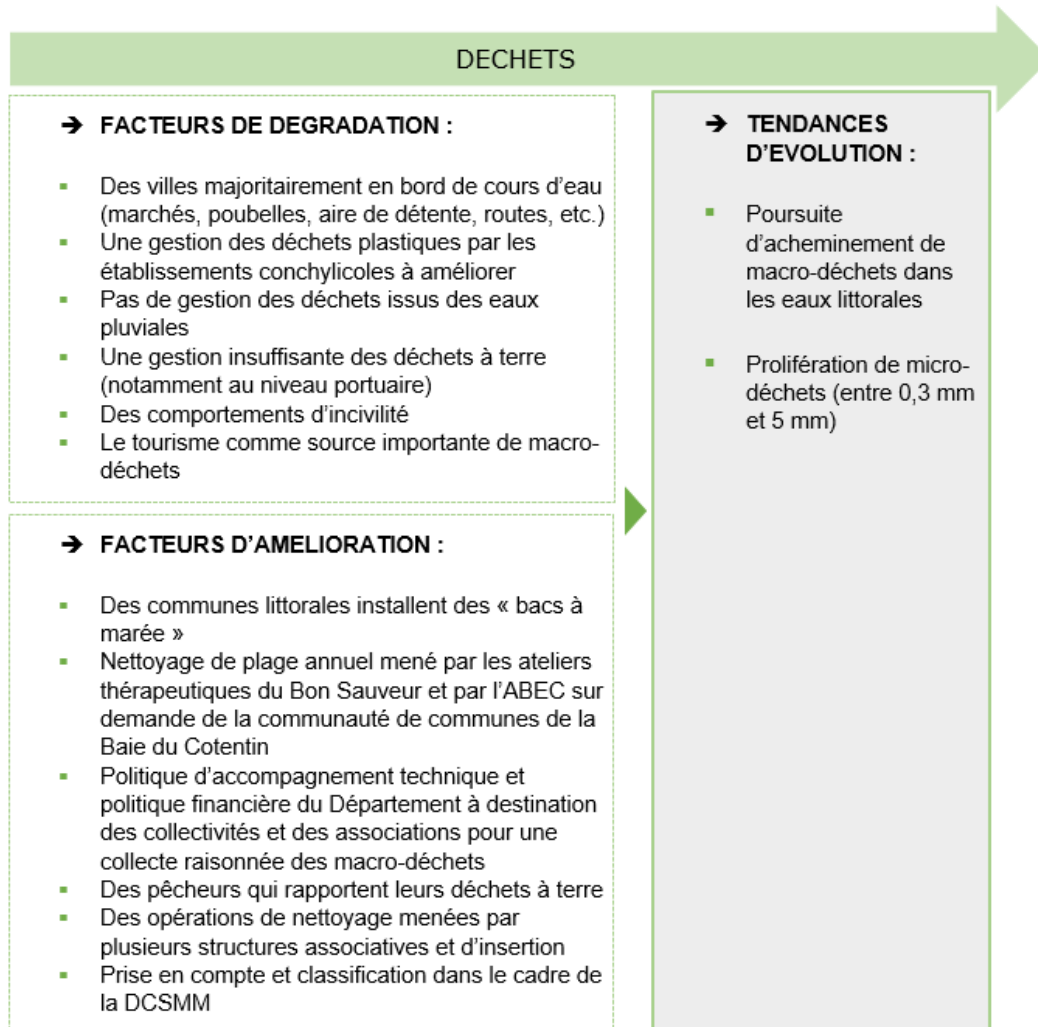 DECHETS
➔ FACTEURS DE DEGRADATION :
▪ Des villes majoritairement en bord de cours d’eau
(marchés, poubelles, aire de détente, routes, etc.)
▪ Une gestion des déchets plastiques par les
établissements conchylicoles à améliorer
▪ Pas de gestion des déchets issus des eaux
pluviales
▪ Une gestion insuffisante des déchets à terre
(notamment au niveau portuaire)
▪ Des comportements d’incivilité
▪ Le tourisme comme source importante de macro-
déchets
➔ FACTEURS D’AMELIORATION :
▪ Des communes littorales installent des « bacs à
marée »
▪ Nettoyage de plage annuel mené par les ateliers
thérapeutiques du Bon Sauveur et par l’ABEC sur
demande de la communauté de communes de la
Baie du Cotentin
▪ Politique d’accompagnement technique et
politique financière du Département à destination
des collectivités et des associations pour une
collecte raisonnée des macro-déchets
▪ Des pêcheurs qui rapportent leurs déchets à terre
▪ Des opérations de nettoyage menées par
plusieurs structures associatives et d’insertion
▪ Prise en compte et classification dans le cadre de
la DCSMM
➔ TENDANCES
D’EVOLUTION :
▪ Poursuite
d’acheminement de
macro-déchets dans
les eaux littorales
▪ Prolifération de micro-
déchets (entre 0,3 mm
et 5 mm)